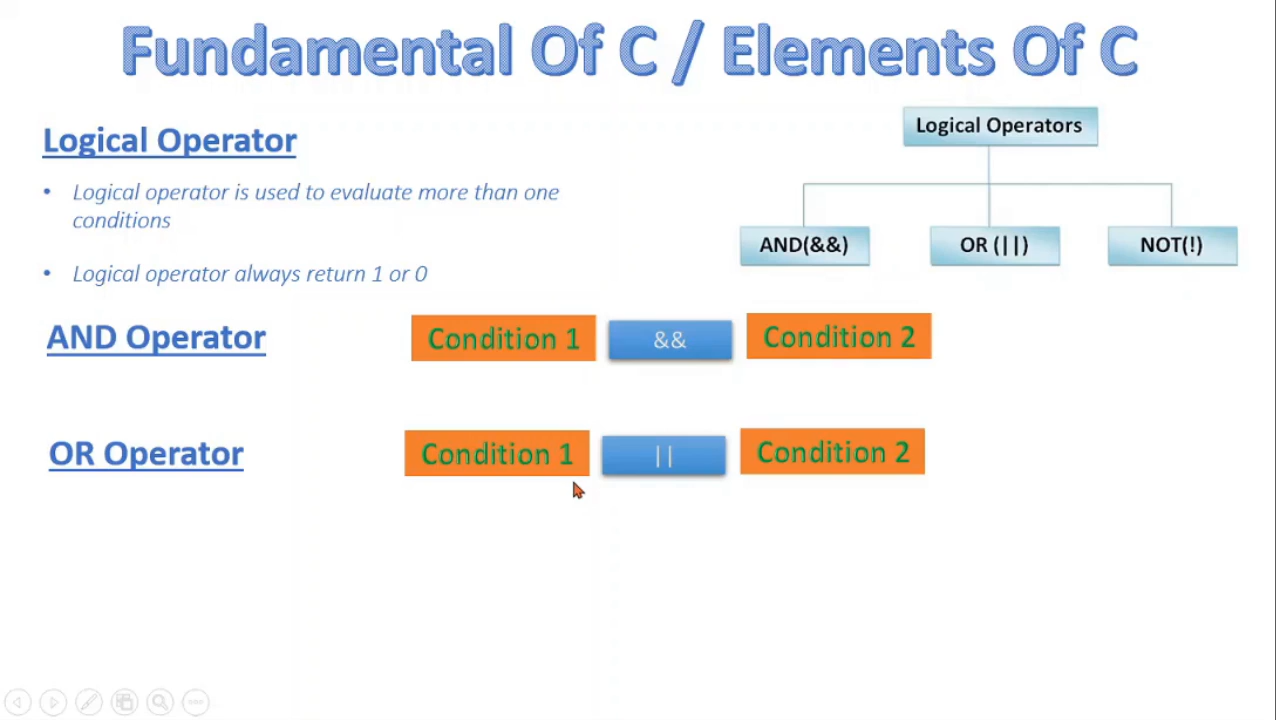 Fundamental Of C / Elements Of C
Logical Operator
• Logical operator is used to evaluate more than one
conditions
• Logical operator always return 1 or 0
Logical Operators
AND(&&)
OR (||)
NOT(!)
AND Operator
Condition 1
&&
Condition 2
OR Operator
Condition 1
||
Condition 2